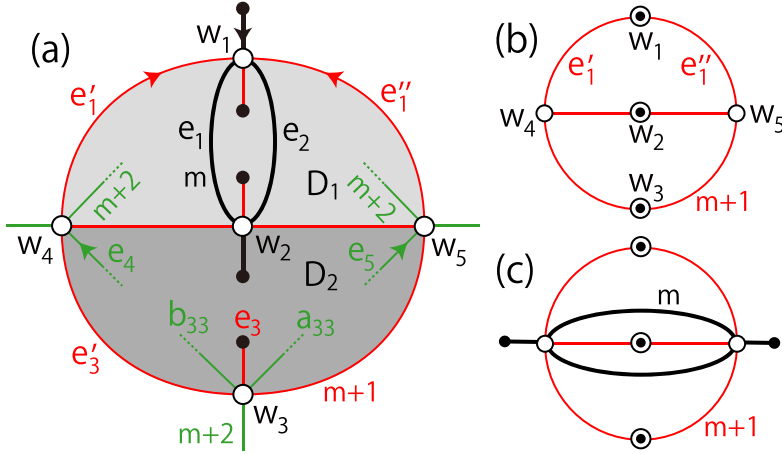 (a)
w₁
e₁′
e₁″
e₁
e₂
m
D₁
m+2
m+2
w₄
w₂
w₅
e₄
e₅
D₂
b₃₃
e₃
a₃₃
e₃′
m+1
w₃
m+2
(b)
w₁
e₁′
e₁″
w₄
w₂
w₅
w₃
m+1
(c)
m
m+1